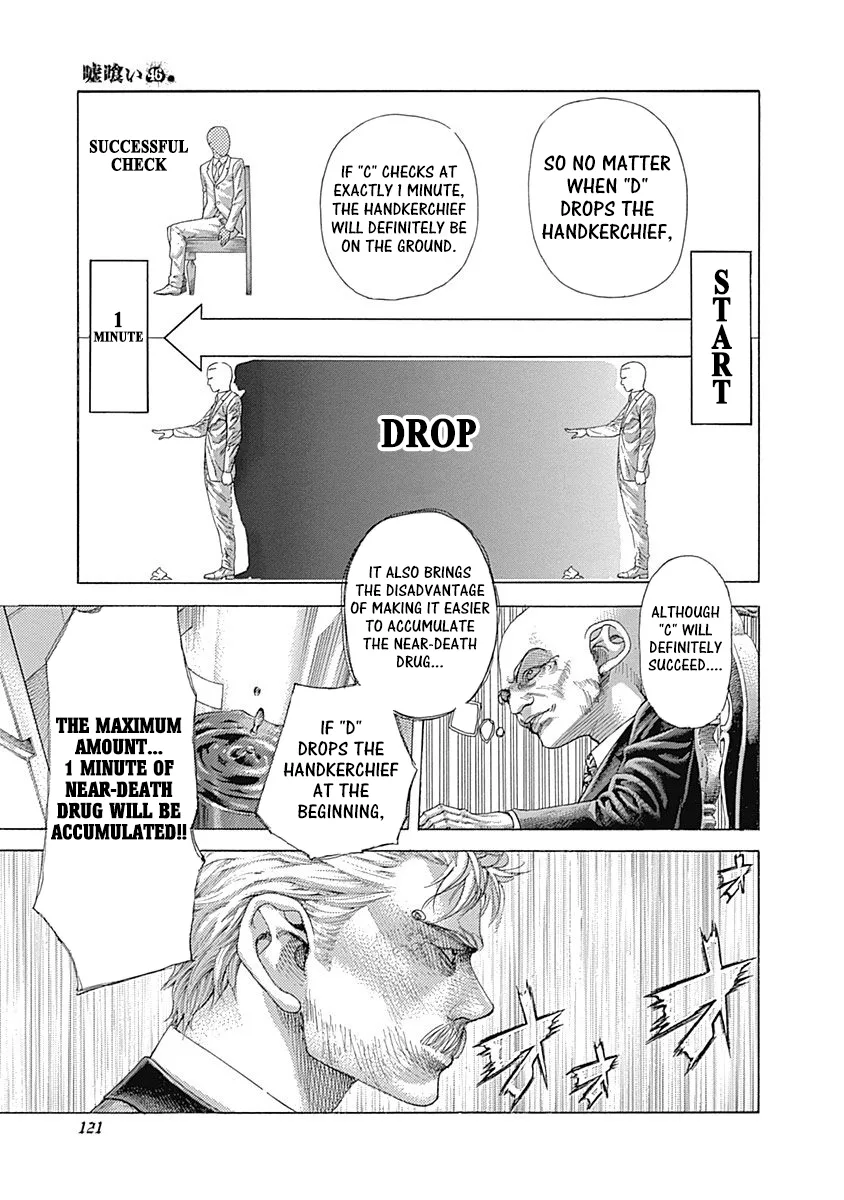 嘘喰い46.
SO NO MATTER
WHEN "D"
DROPS THE
HANDKERCHIEF,
IF "C" CHECKS AT
EXACTLY 1 MINUTE,
THE HANDKERCHIEF
WILL DEFINITELY BE
ON THE GROUND.
SUCCESSFUL
CHECK
START
1
MINUTE
DROP
ALTHOUGH
"C" WILL
DEFINITELY
SUCCEED....
IT ALSO BRINGS
THE DISADVANTAGE
OF MAKING IT EASIER
TO ACCUMULATE
THE NEAR-DEATH
DRUG...
IF "D"
DROPS THE
HANDKERCHIEF
AT THE
BEGINNING,
THE MAXIMUM
AMOUNT...
1 MINUTE OF
NEAR-DEATH
DRUG WILL BE
ACCUMULATED!!
121